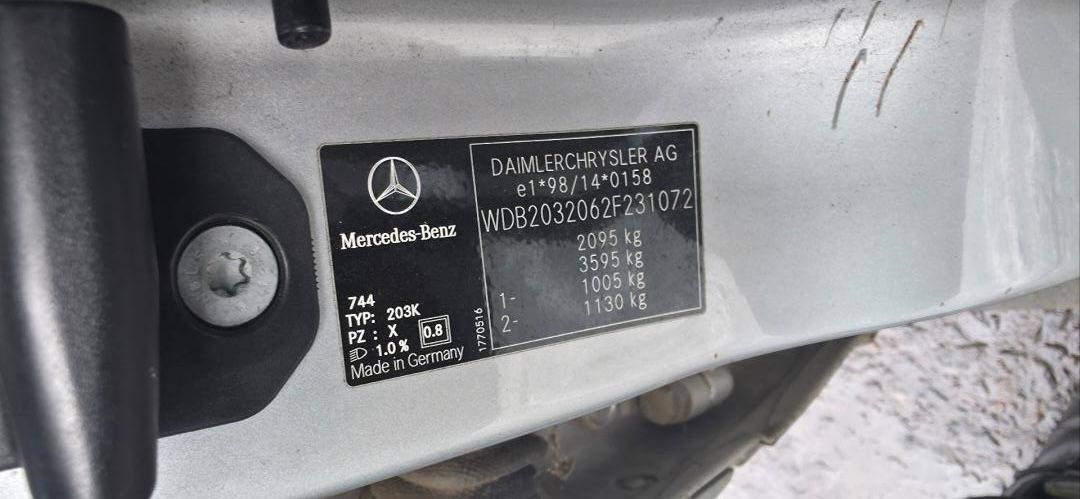 Mercedes-Benz
744
TYP: 203K
PZ : X
1.0 %
0.8
Made in Germany
1770516
DAIMLERCHRYSLER AG
e1*98/14*0158
WDB2032062F231072
2095 kg
3595 kg
1- 1005 kg
2- 1130 kg